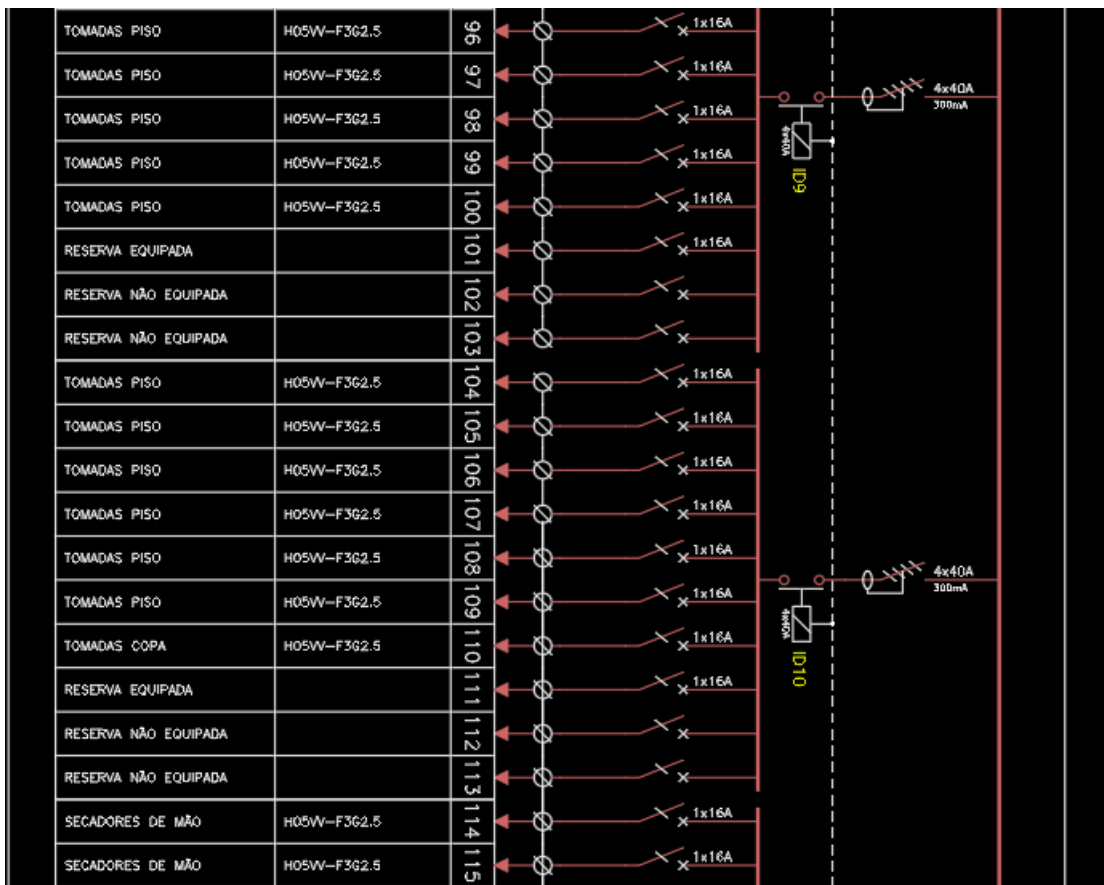 TOMADAS PISO H05VV-F3G2.5 96 1x16A
TOMADAS PISO H05VV-F3G2.5 97 1x16A
4x40A
300mA
TOMADAS PISO H05VV-F3G2.5 98 1x16A
4x40A
ID9
TOMADAS PISO H05VV-F3G2.5 99 1x16A
TOMADAS PISO H05VV-F3G2.5 100 1x16A
RESERVA EQUIPADA 101 1x16A
RESERVA NÃO EQUIPADA 102
RESERVA NÃO EQUIPADA 103
TOMADAS PISO H05VV-F3G2.5 104 1x16A
TOMADAS PISO H05VV-F3G2.5 105 1x16A
TOMADAS PISO H05VV-F3G2.5 106 1x16A
TOMADAS PISO H05VV-F3G2.5 107 1x16A
TOMADAS PISO H05VV-F3G2.5 108 1x16A
4x40A
300mA
TOMADAS PISO H05VV-F3G2.5 109 1x16A
4x40A
ID10
TOMADAS COPA H05VV-F3G2.5 110 1x16A
RESERVA EQUIPADA 111 1x16A
RESERVA NÃO EQUIPADA 112
RESERVA NÃO EQUIPADA 113
SECADORES DE MÃO H05VV-F3G2.5 114 1x16A
SECADORES DE MÃO H05VV-F3G2.5 115 1x16A